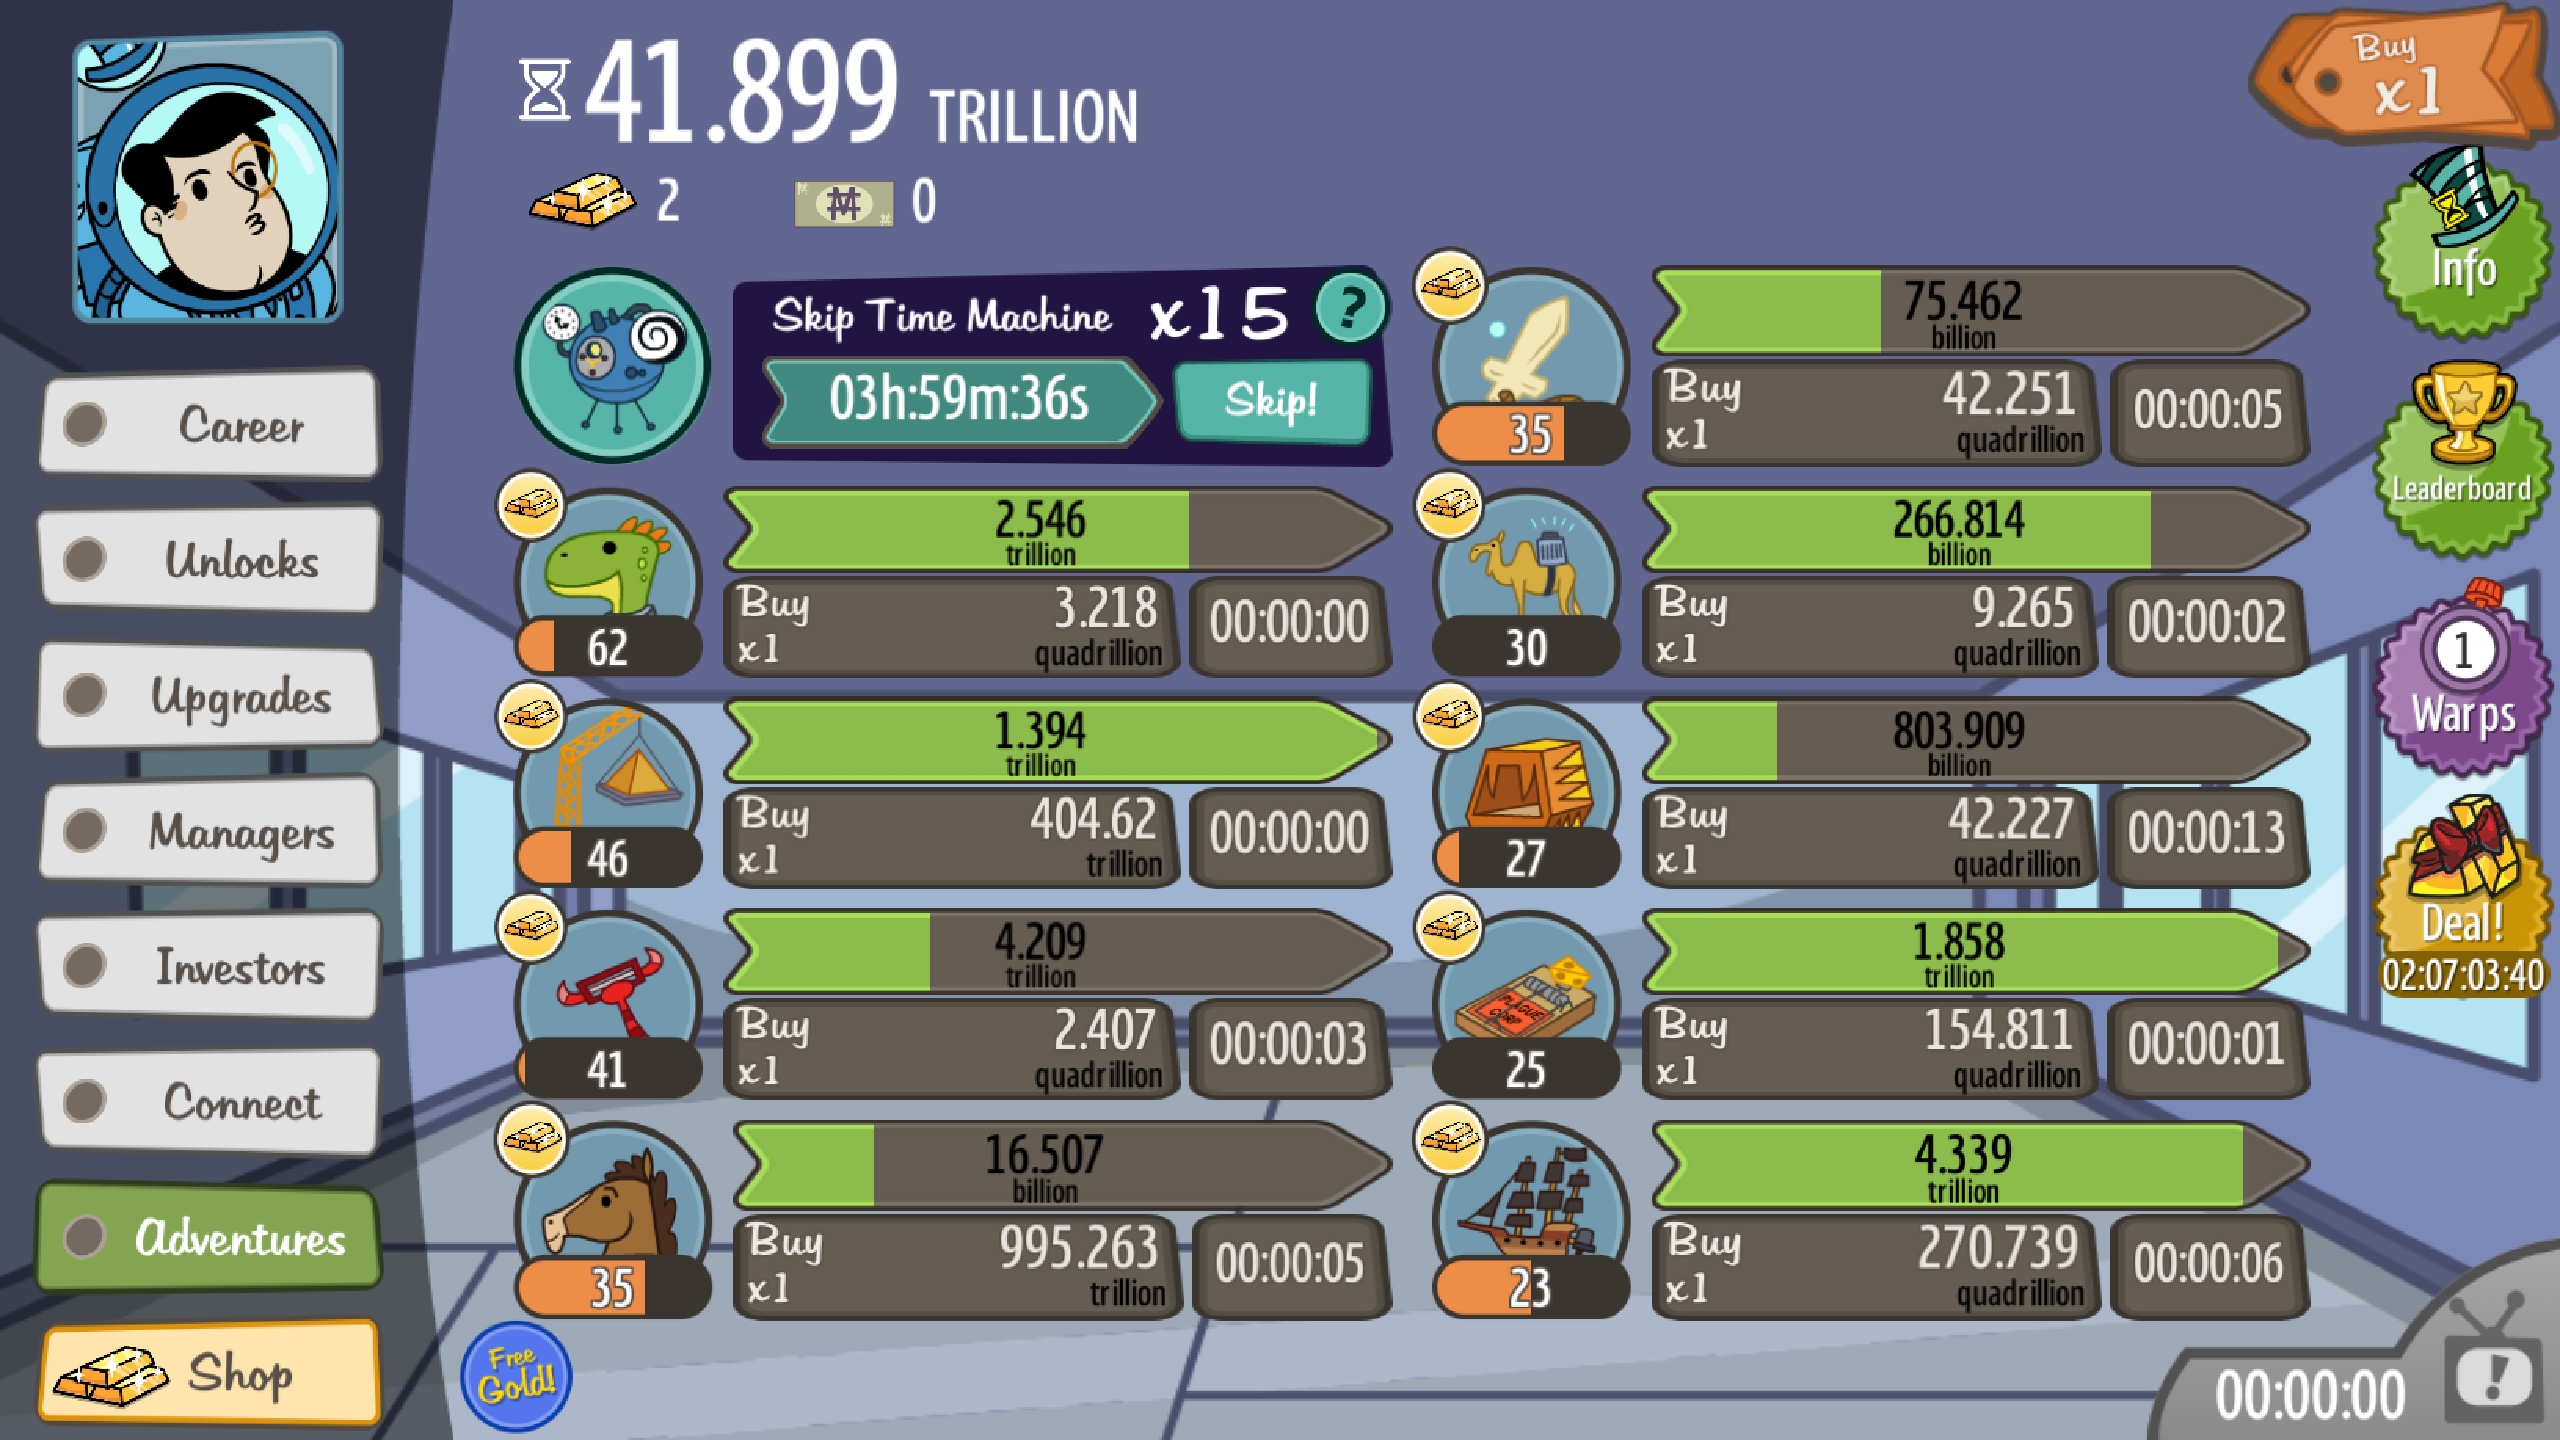 41.899 TRILLION
2
0
Buy
x1
Career
Unlocks
Upgrades
Managers
Investors
Connect
Adventures
Shop
Skip Time Machine x15 ?
03h:59m:36s
Skip!
62
2.546
trillion
Buy
x1
3.218
quadrillion
00:00:00
46
1.394
trillion
Buy
x1
404.62
trillion
00:00:00
41
4.209
trillion
Buy
x1
2.407
quadrillion
00:00:03
35
16.507
billion
Buy
x1
995.263
trillion
00:00:05
Free
Gold!
35
75.462
billion
Buy
x1
42.251
quadrillion
00:00:05
30
266.814
billion
Buy
x1
9.265
quadrillion
00:00:02
27
803.909
billion
Buy
x1
42.227
quadrillion
00:00:13
PLAGUE
CORP
25
1.858
trillion
Buy
x1
154.811
quadrillion
00:00:01
23
4.339
trillion
Buy
x1
270.739
quadrillion
00:00:06
Info
Leaderboard
1
Warps
Deal!
02:07:03:40
00:00:00
!